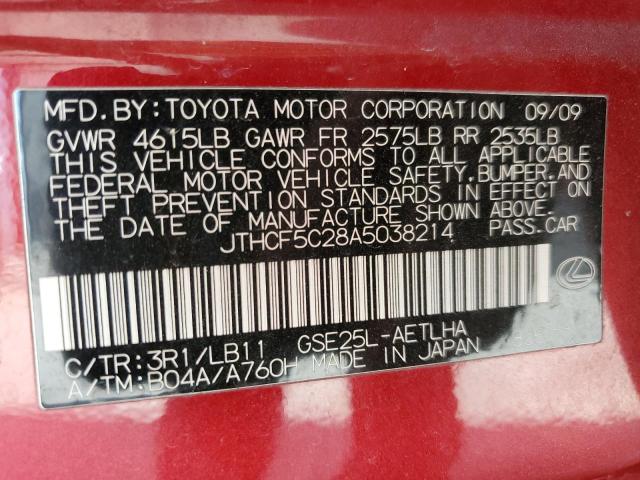 MFD. BY: TOYOTA MOTOR CORPORATION 09/09
GVWR 4615LB GAWR FR 2575LB RR 2535LB
THIS VEHICLE CONFORMS TO ALL APPLICABLE
FEDERAL MOTOR VEHICLE SAFETY, BUMPER, AND
THEFT PREVENTION STANDARDS IN EFFECT ON
THE DATE OF MANUFACTURE SHOWN ABOVE.
JTHCF5C28A5038214 PASS.CAR
C/TR:3R1/LB11 GSE25L-AETLHA
A/TM:B04A/A760H MADE IN JAPAN